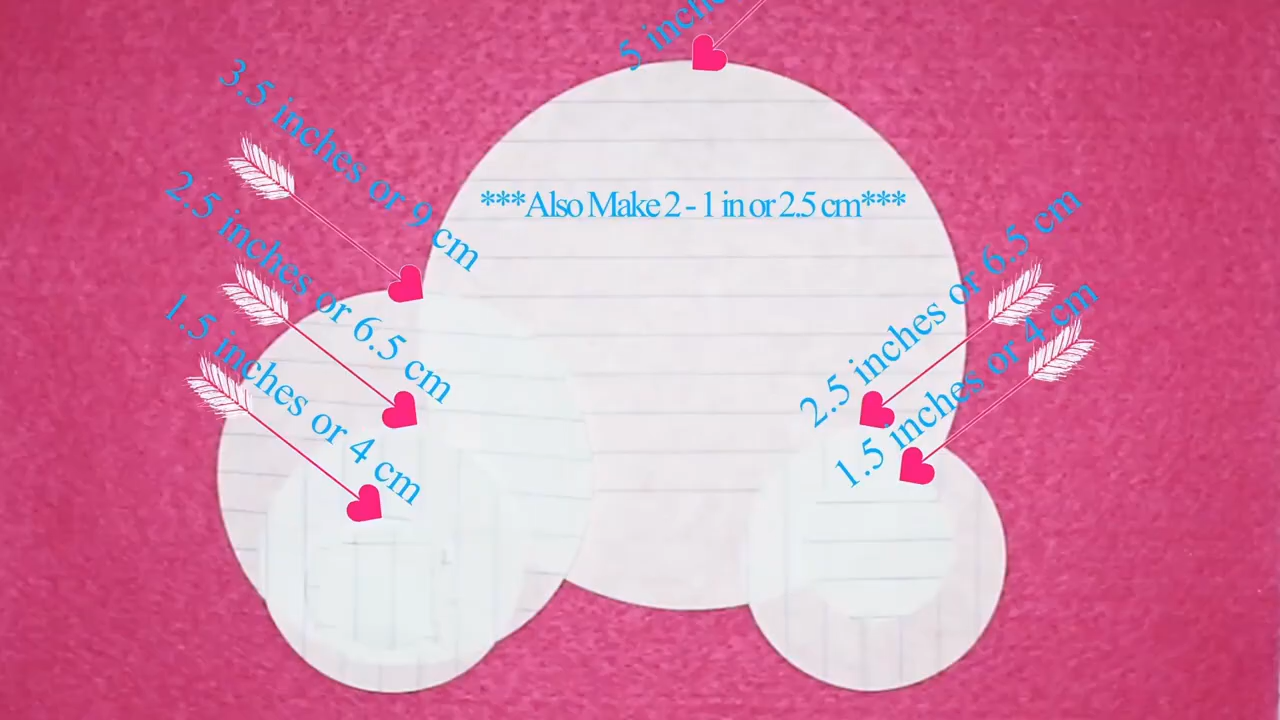 5 inche
3.5 inches or 9 cm
2.5 inches or 6.5 cm
1.5 inches or 4 cm
***Also Make 2 - 1 in or 2.5 cm***
2.5 inches or 6.5 cm
1.5 inches or 4 cm